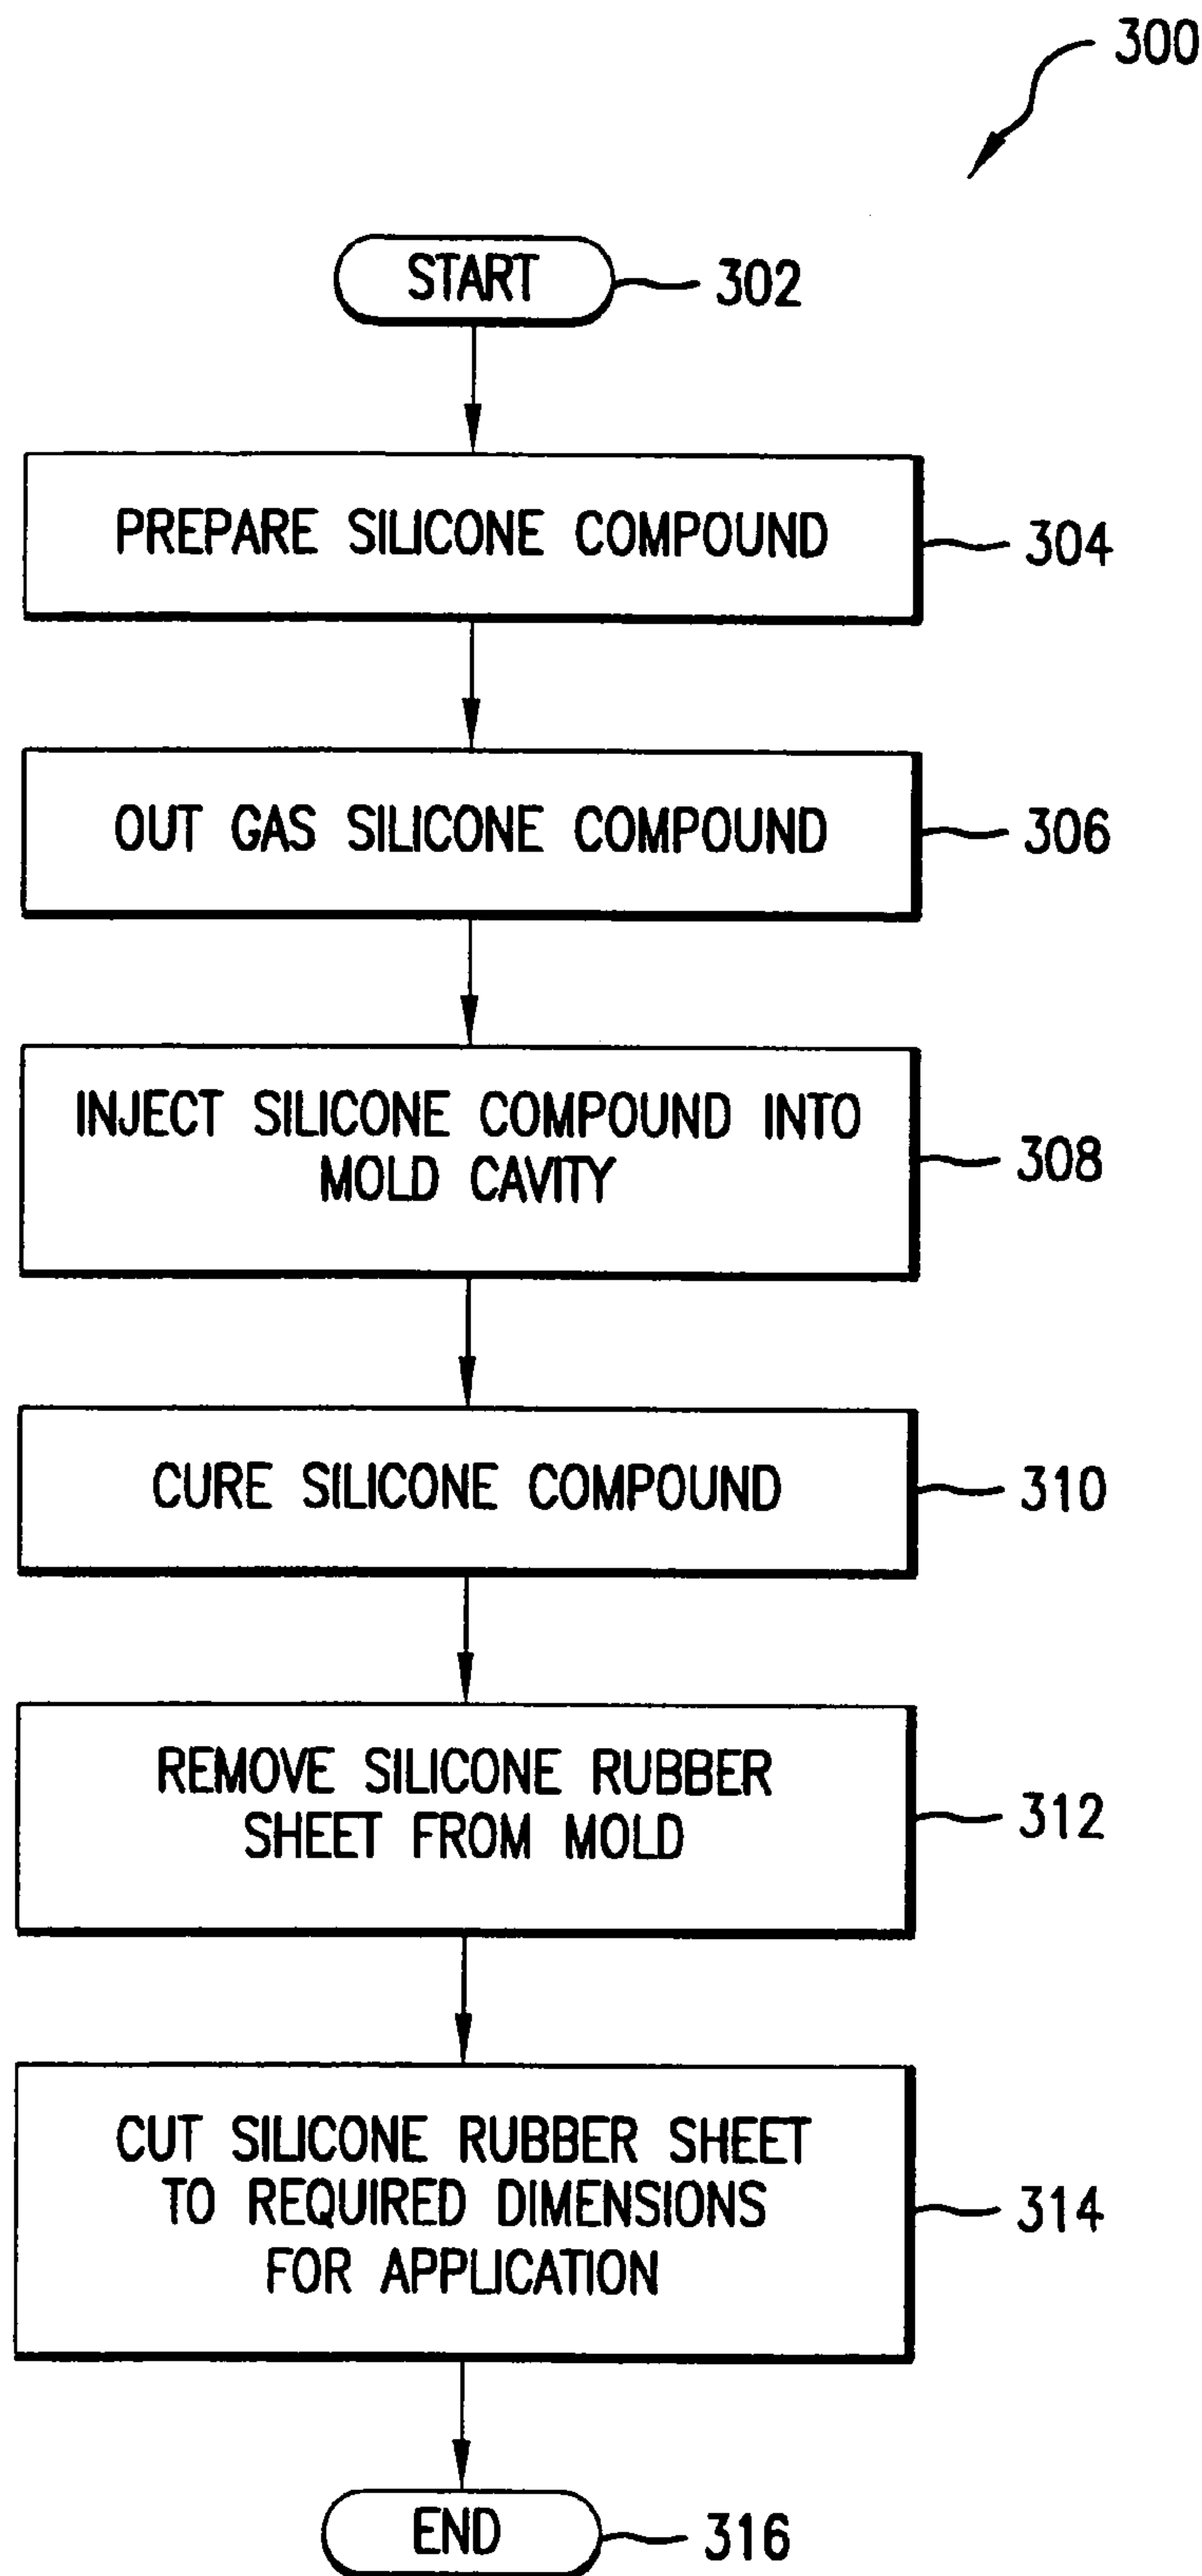 300
START
302
PREPARE SILICONE COMPOUND
304
OUT GAS SILICONE COMPOUND
306
INJECT SILICONE COMPOUND INTO
MOLD CAVITY
308
CURE SILICONE COMPOUND
310
REMOVE SILICONE RUBBER
SHEET FROM MOLD
312
CUT SILICONE RUBBER SHEET
TO REQUIRED DIMENSIONS
FOR APPLICATION
314
END
316